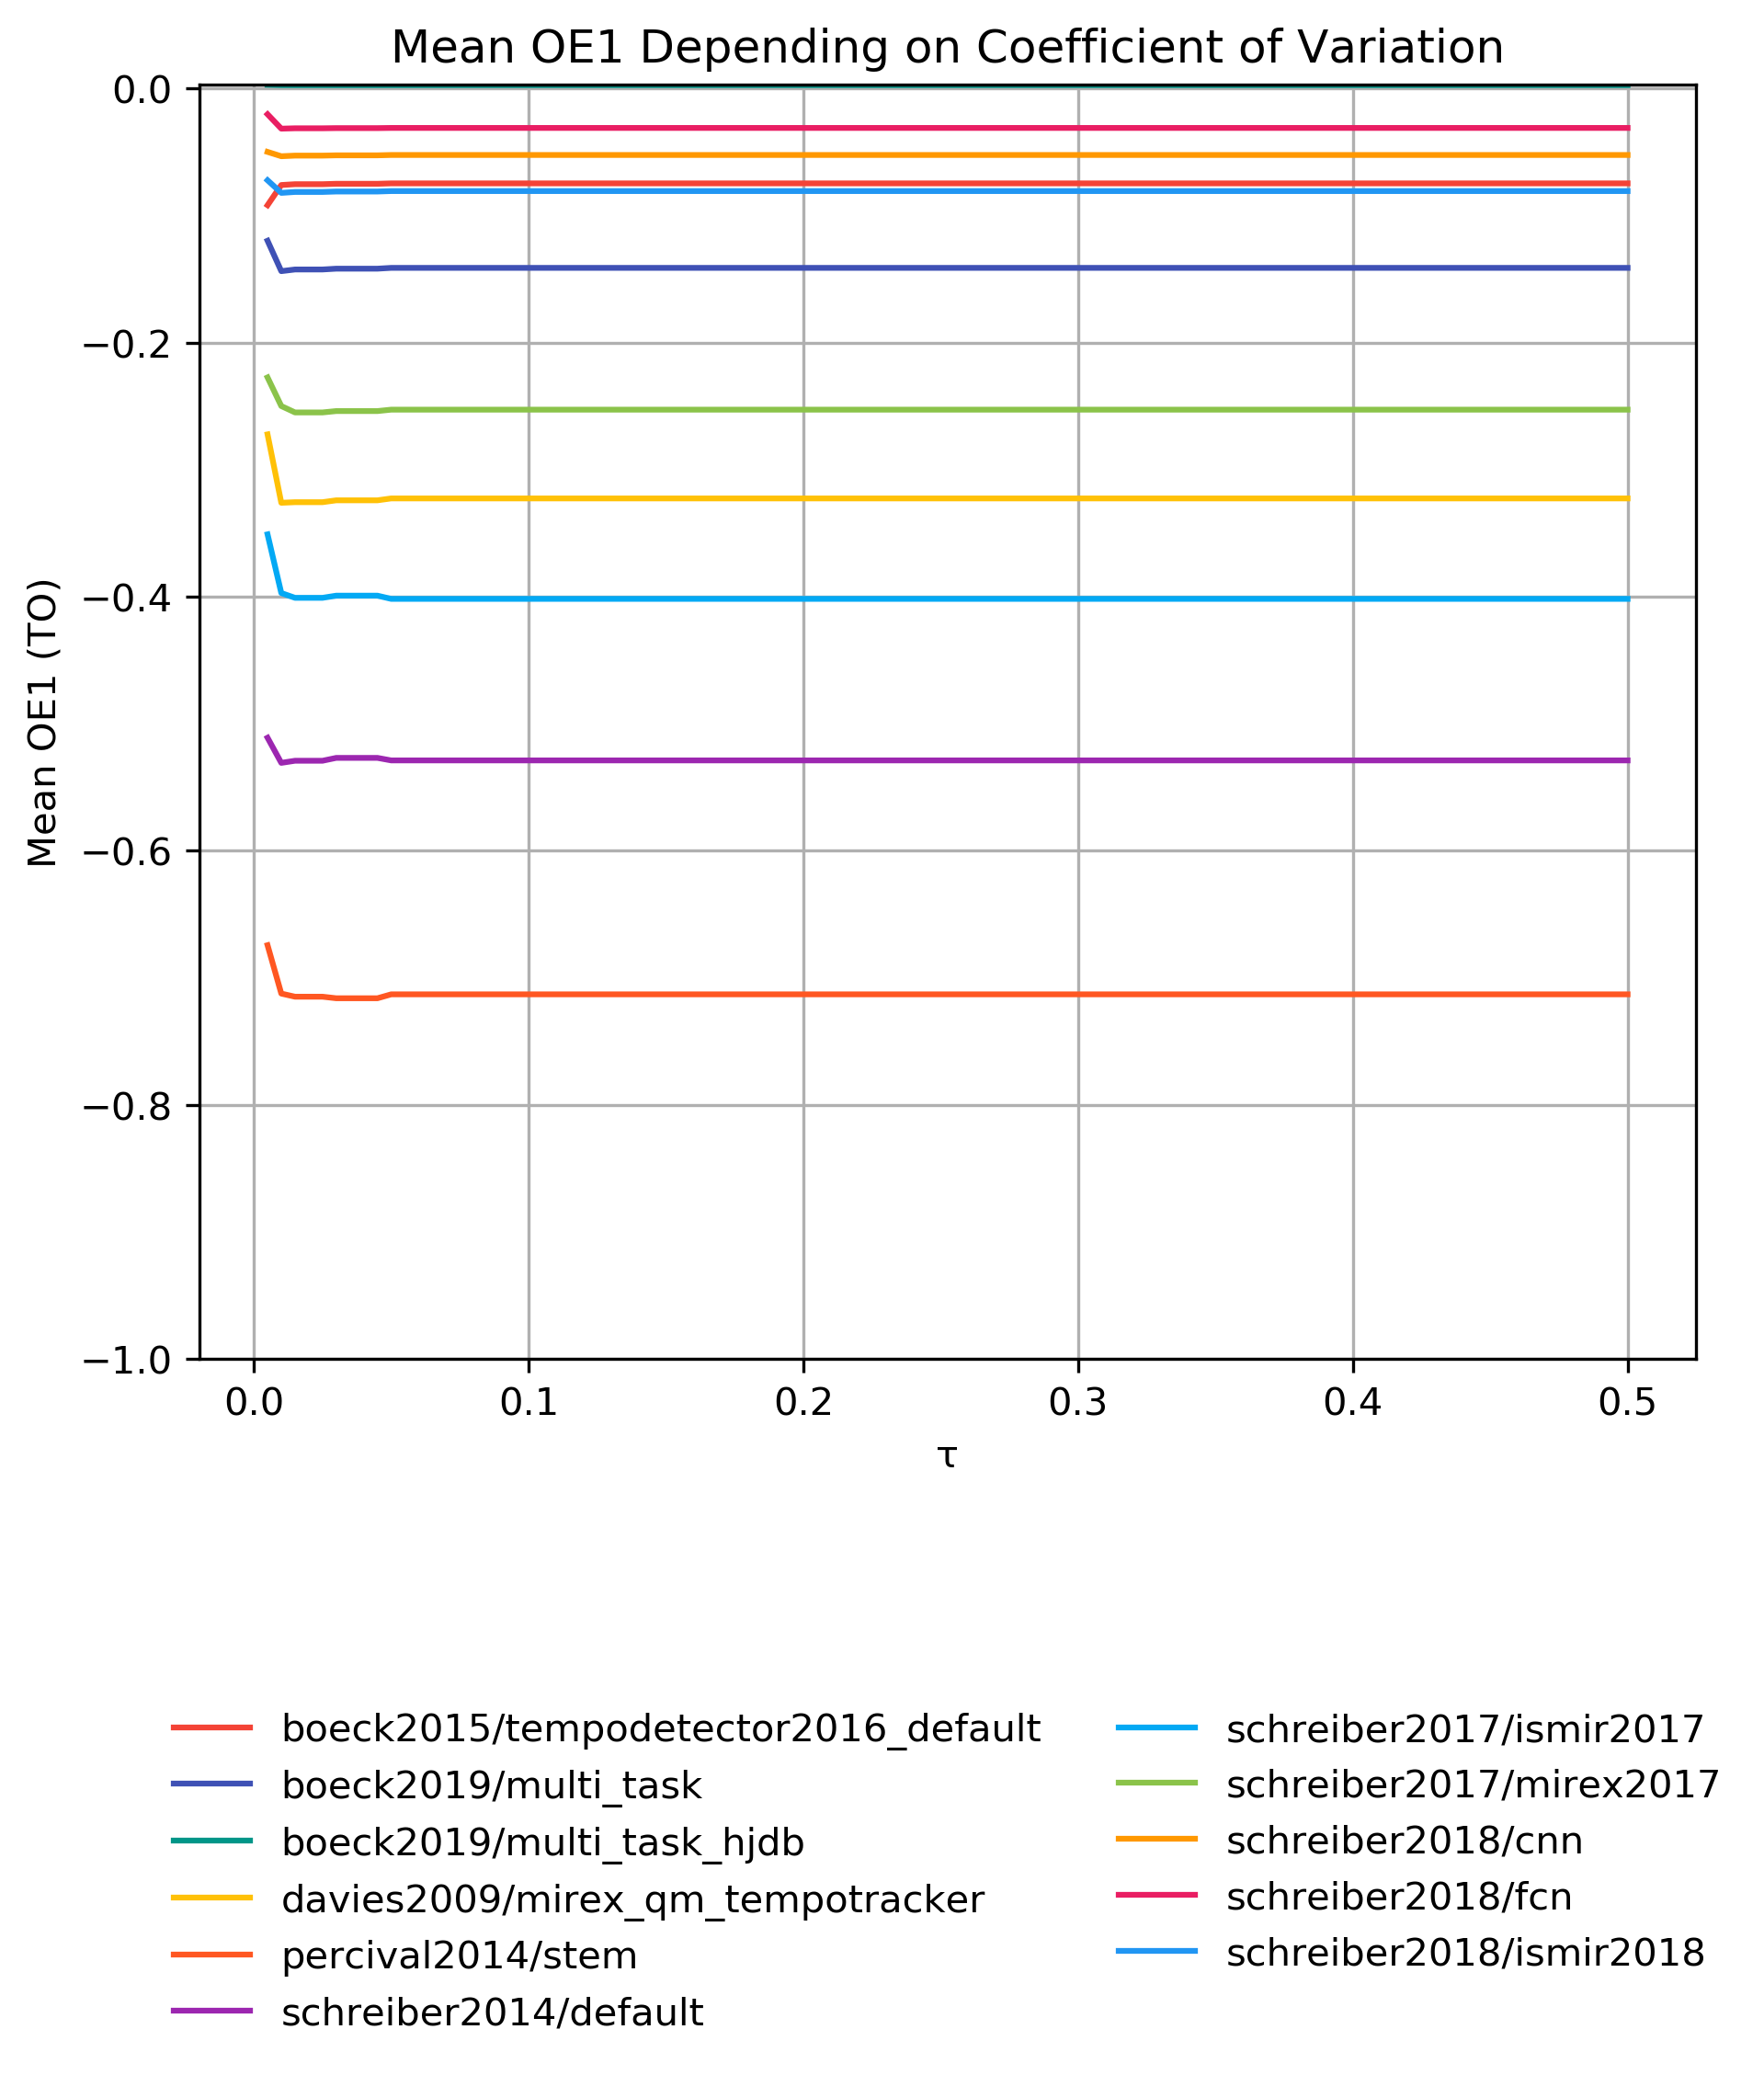 Mean OE1 Depending on Coefficient of Variation
0.0
−0.2
−0.4
−0.6
−0.8
−1.0
Mean OE1 (TO)
0.0 0.1 0.2 0.3 0.4 0.5
τ
boeck2015/tempodetector2016_default
boeck2019/multi_task
boeck2019/multi_task_hjdb
davies2009/mirex_qm_tempotracker
percival2014/stem
schreiber2014/default
schreiber2017/ismir2017
schreiber2017/mirex2017
schreiber2018/cnn
schreiber2018/fcn
schreiber2018/ismir2018